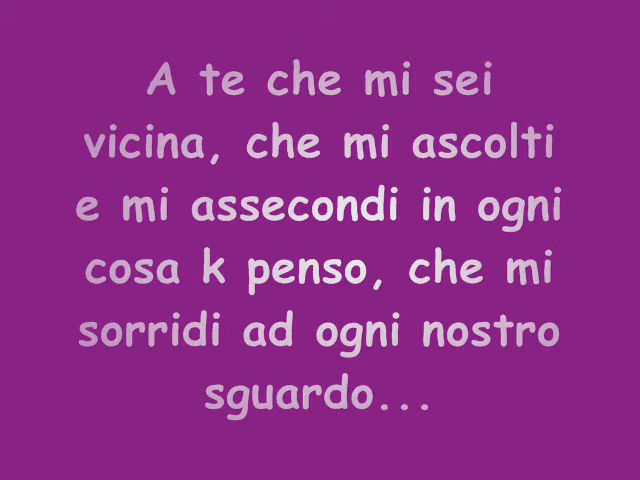 A te che mi sei
vicina, che mi ascolti
e mi assecondi in ogni
cosa k penso, che mi
sorridi ad ogni nostro
sguardo...